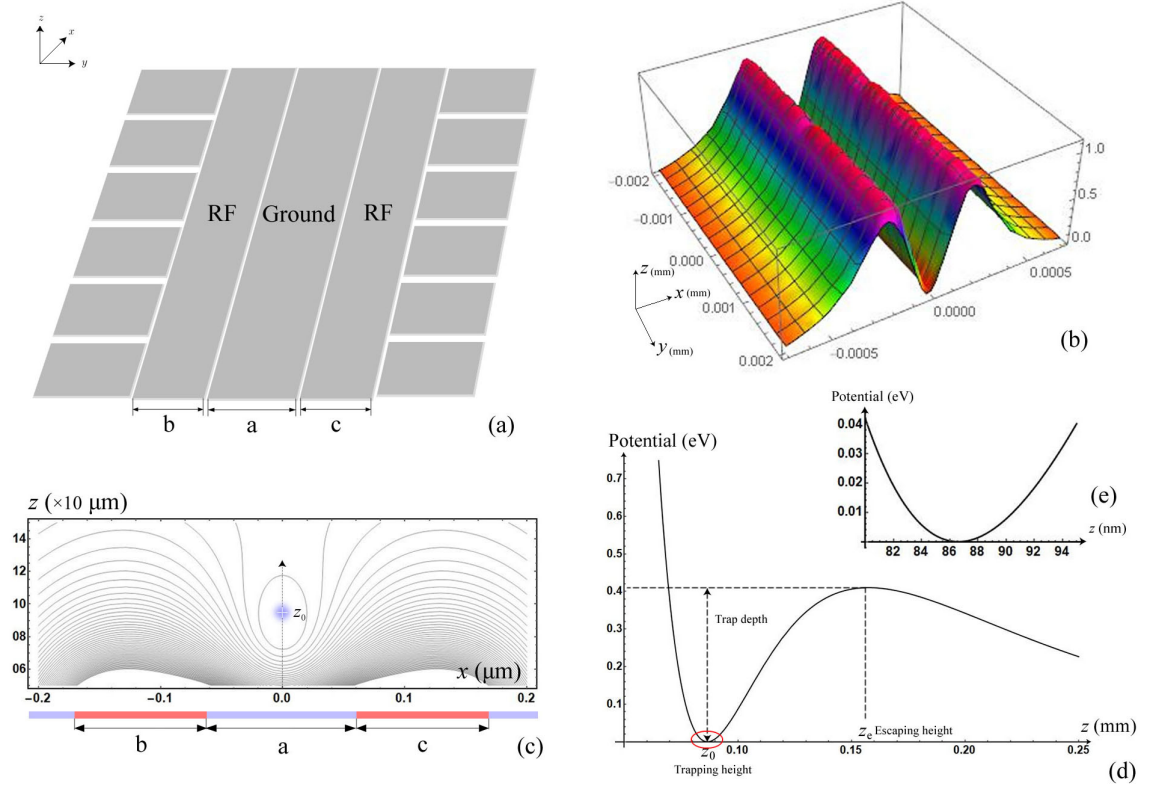 z
x
y
RF Ground RF
b
a
c
(a)
1.0
0.5
0.0
−0.002
−0.001
0.000
0.001
0.002
0.0005
0.0000
−0.0005
z (mm)
x (mm)
y (mm)
(b)
z (×10 μm)
14
12
10
08
06
z0
x (μm)
−0.2 −0.1 0.0 0.1 0.2
b a c
(c)
Potential (eV)
0.7
0.6
0.5
0.4
0.3
0.2
0.1
0.0
Trap depth
ze Escaping height
z (mm)
z0 0.10 0.15 0.20 0.25
Trapping height
(d)
Potential (eV)
0.04
0.03
0.02
0.01
(e)
z (nm)
82 84 86 88 90 92 94